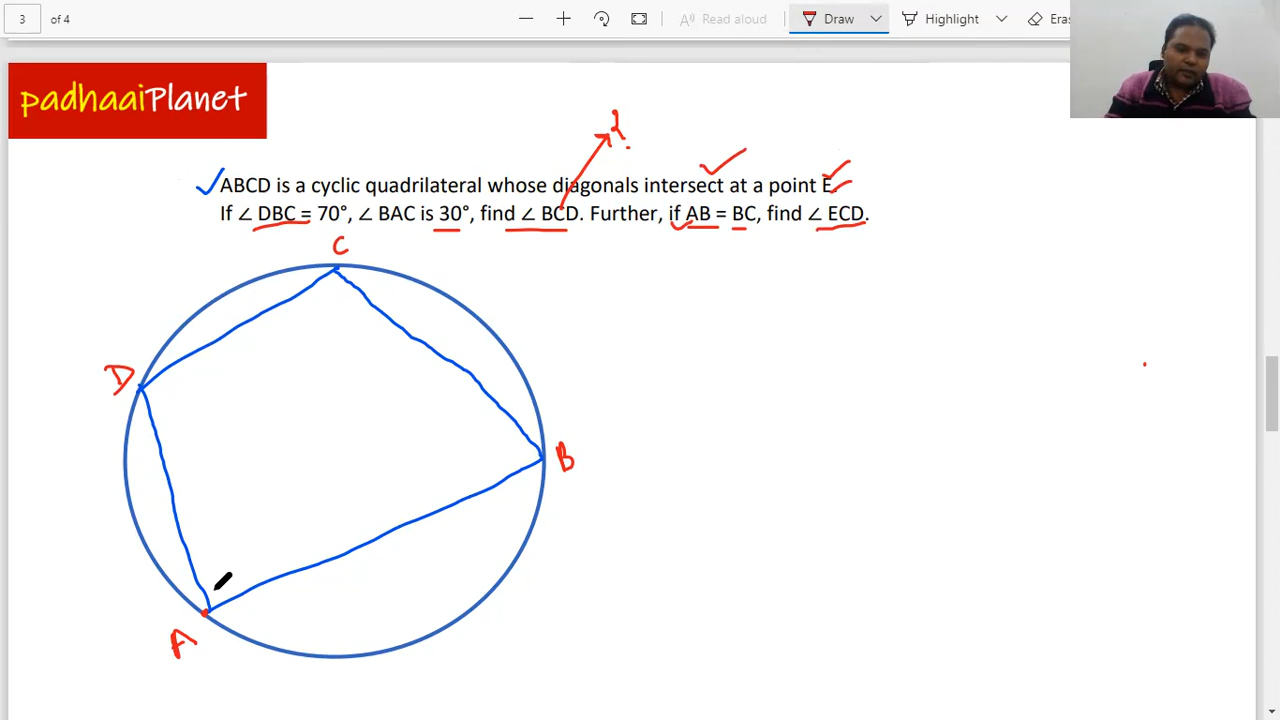 3 of 4
Read aloud
Draw
Highlight
Eras
padhaaiPlanet
?
ABCD is a cyclic quadrilateral whose diagonals intersect at a point E.
If ∠ DBC = 70°, ∠ BAC is 30°, find ∠ BCD. Further, if AB = BC, find ∠ ECD.
C
D
B
A